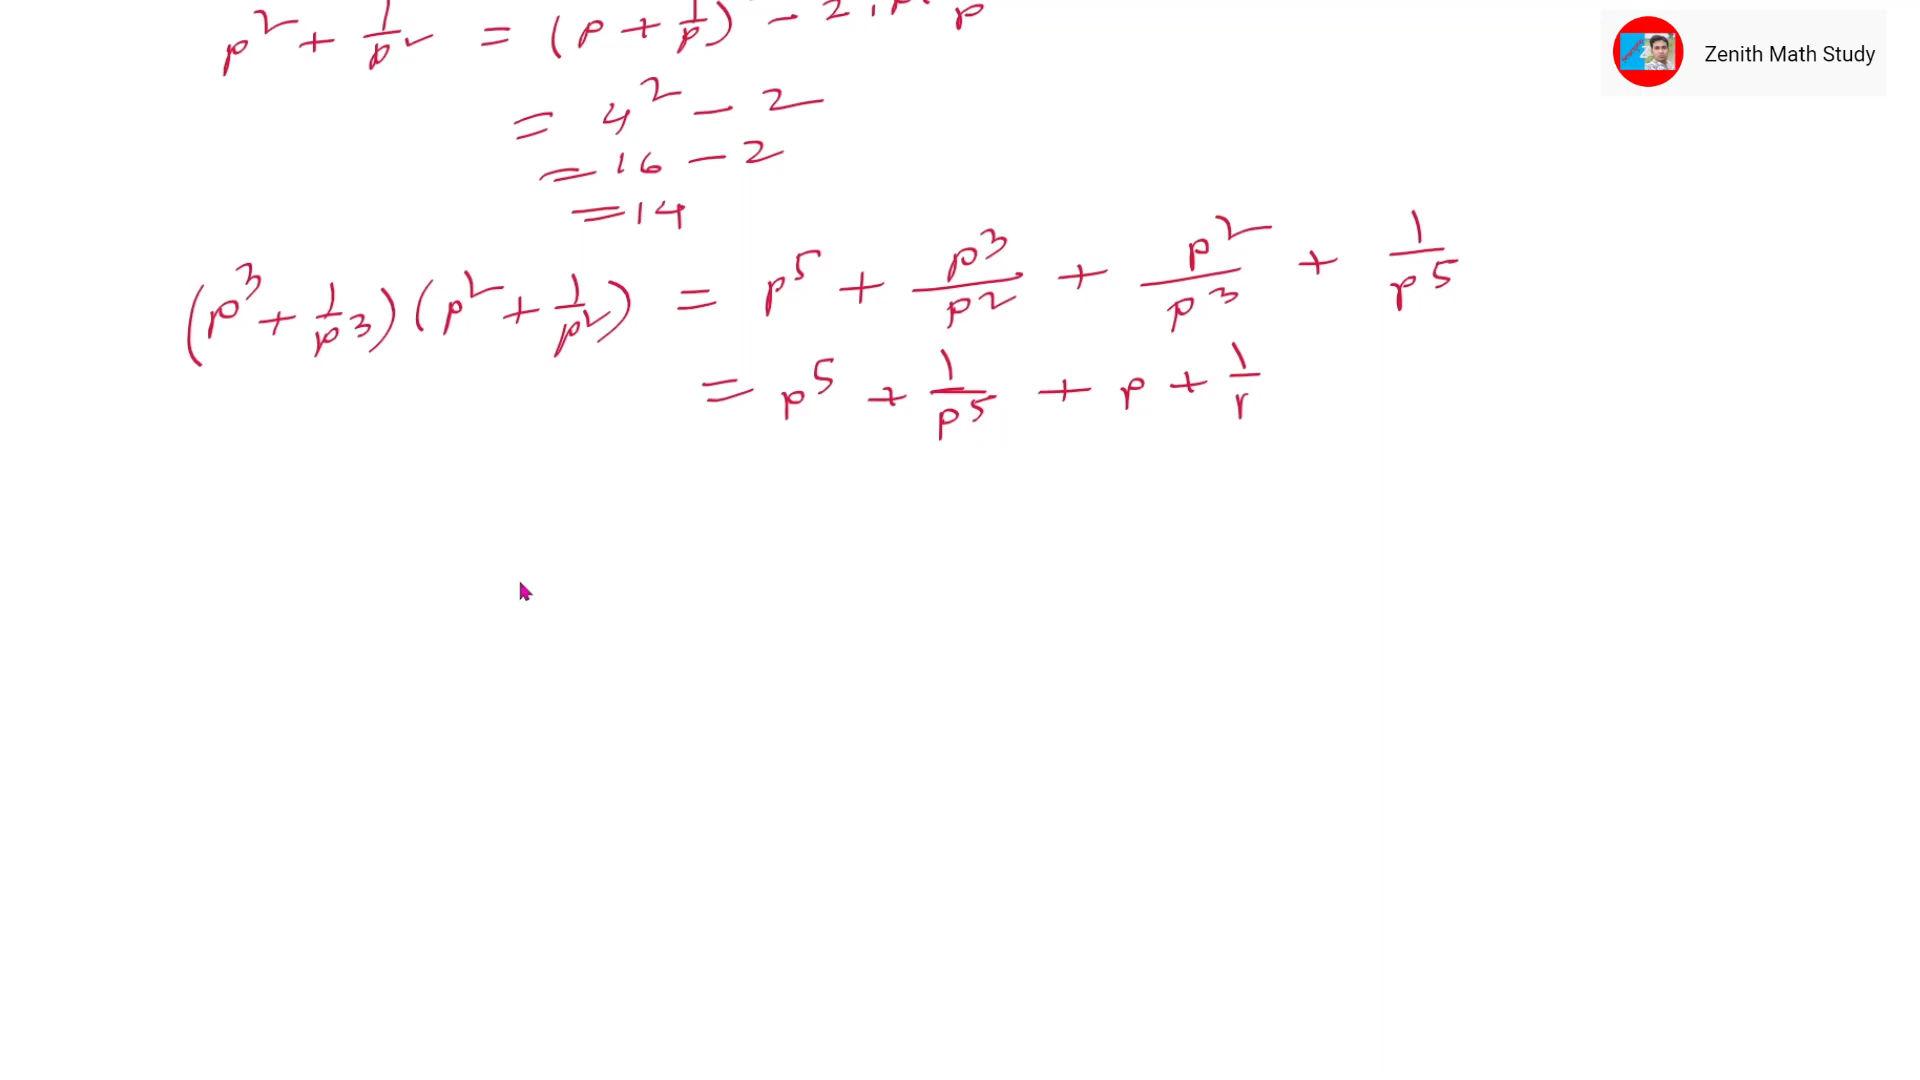 Zenith Math Study
p² + 1/p² = (p + 1/p) - 2 . p . 1/p
= 4² - 2
= 16 - 2
= 14
(p³ + 1/p³)(p² + 1/p²) = p⁵ + p³/p² + p²/p³ + 1/p⁵
= p⁵ + 1/p⁵ + p + 1/p